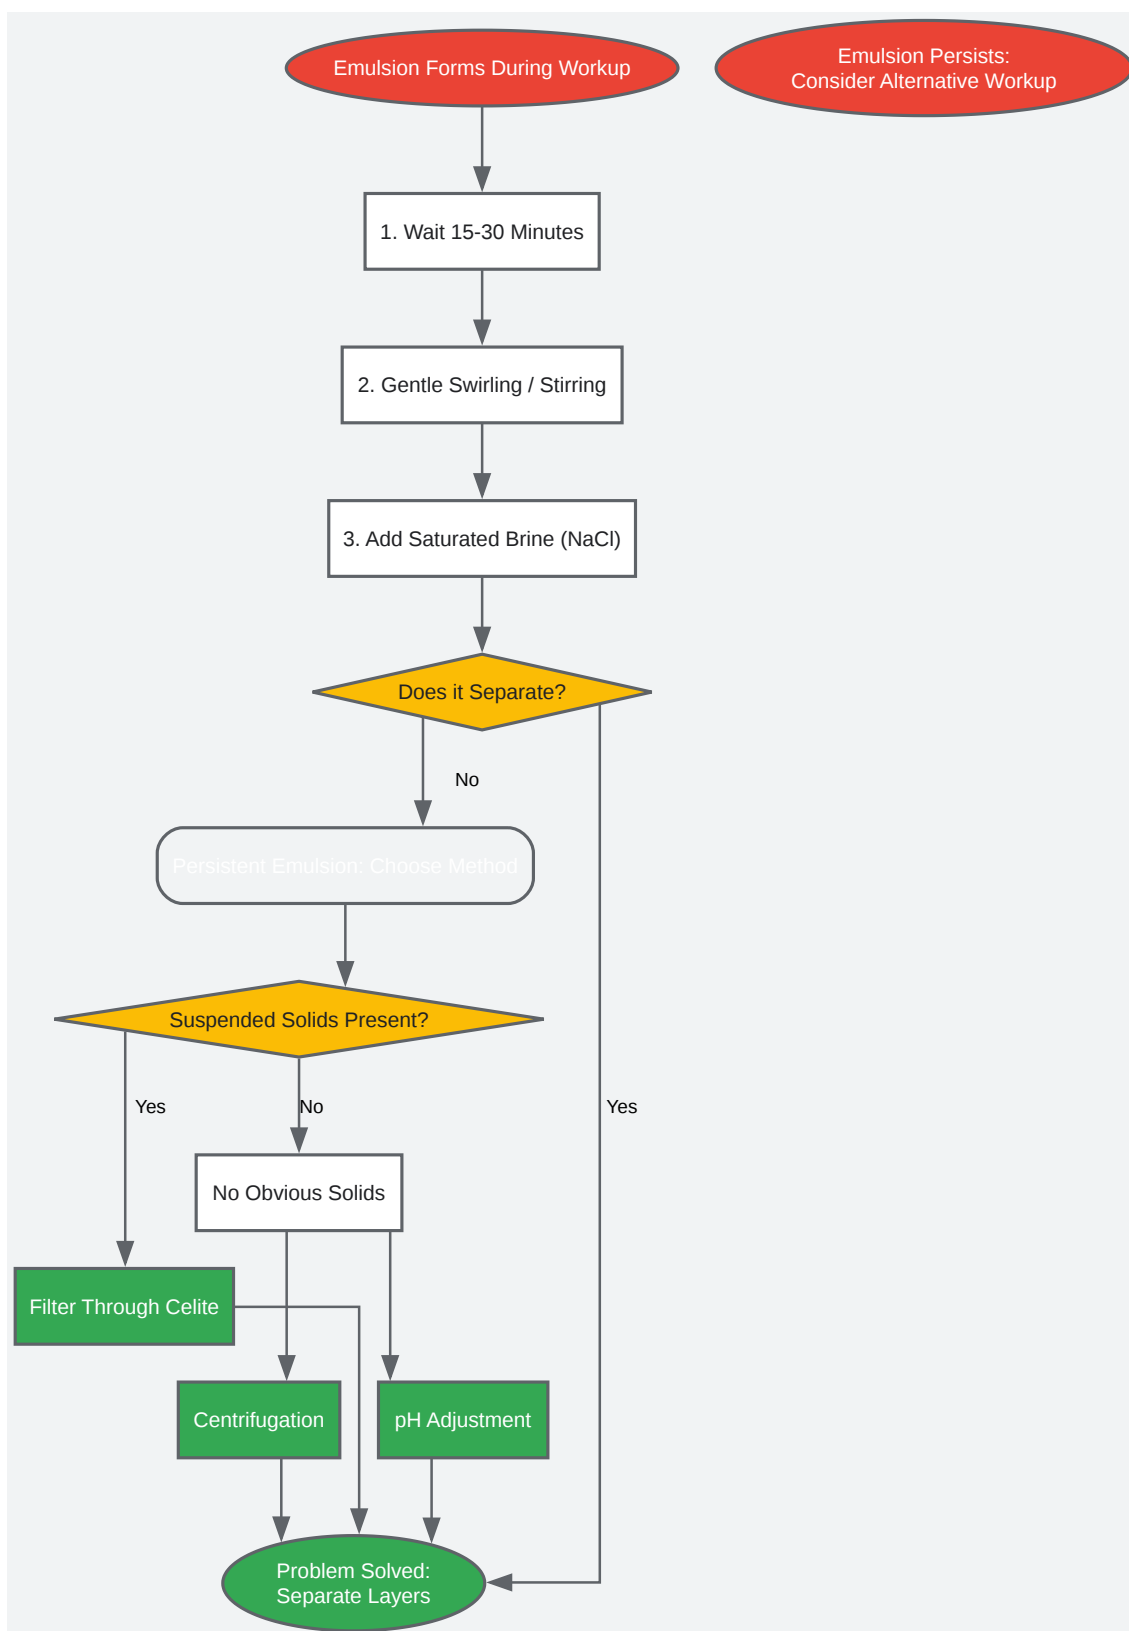 Emulsion Forms During Workup
Emulsion Persists:
Consider Alternative Workup
1. Wait 15-30 Minutes
2. Gentle Swirling / Stirring
3. Add Saturated Brine (NaCl)
Does it Separate?
No
Persistent Emulsion: Choose Method
Suspended Solids Present?
Yes
No
Yes
No Obvious Solids
Filter Through Celite
Centrifugation
pH Adjustment
Problem Solved:
Separate Layers